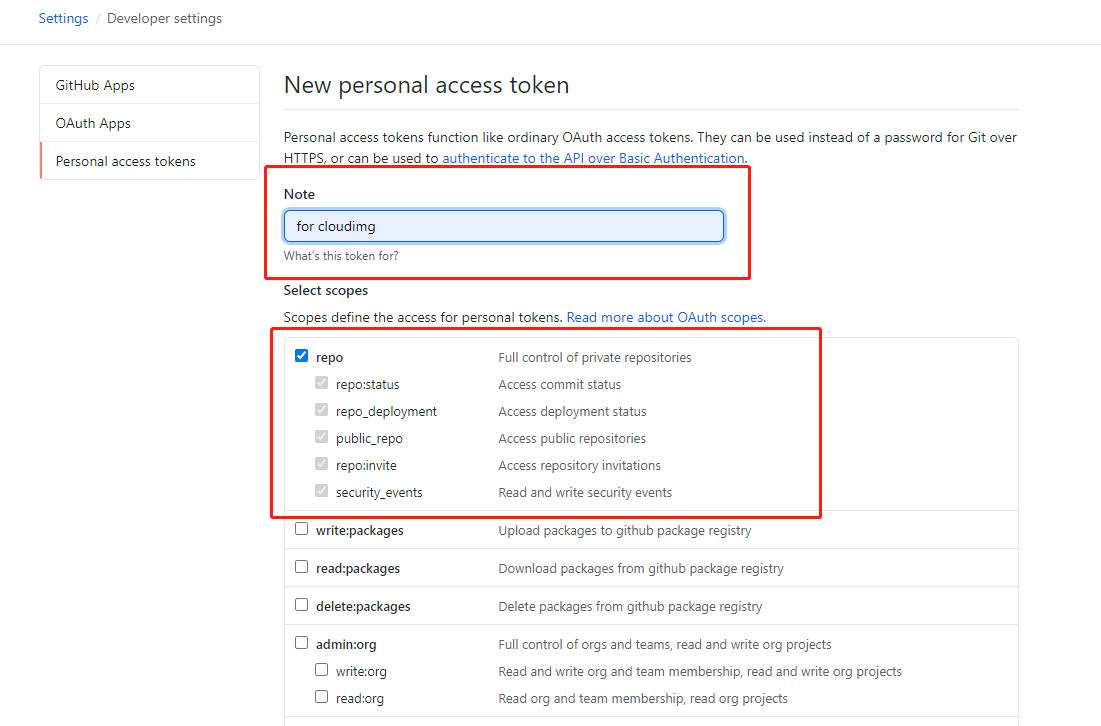 Settings / Developer settings
GitHub Apps
OAuth Apps
Personal access tokens
New personal access token
Personal access tokens function like ordinary OAuth access tokens. They can be used instead of a password for Git over
HTTPS, or can be used to authenticate to the API over Basic Authentication.
Note
for cloudimg
What's this token for?
Select scopes
Scopes define the access for personal tokens. Read more about OAuth scopes.
repo Full control of private repositories
repo:status Access commit status
repo_deployment Access deployment status
public_repo Access public repositories
repo:invite Access repository invitations
security_events Read and write security events
write:packages Upload packages to github package registry
read:packages Download packages from github package registry
delete:packages Delete packages from github package registry
admin:org Full control of orgs and teams, read and write org projects
write:org Read and write org and team membership, read and write org projects
read:org Read org and team membership, read org projects